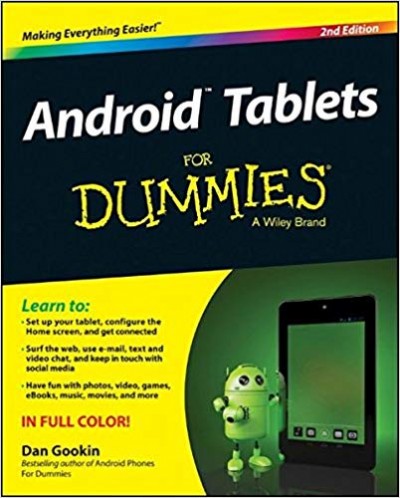 Making Everything Easier!™
2nd Edition
Android™ Tablets
FOR
DUMMIES®
A Wiley Brand
Learn to:
• Set up your tablet, configure the
Home screen, and get connected
• Surf the web, use e-mail, text and
video chat, and keep in touch with
social media
• Have fun with photos, video, games,
eBooks, music, movies, and more
IN FULL COLOR!
Dan Gookin
Bestselling author of Android Phones
For Dummies